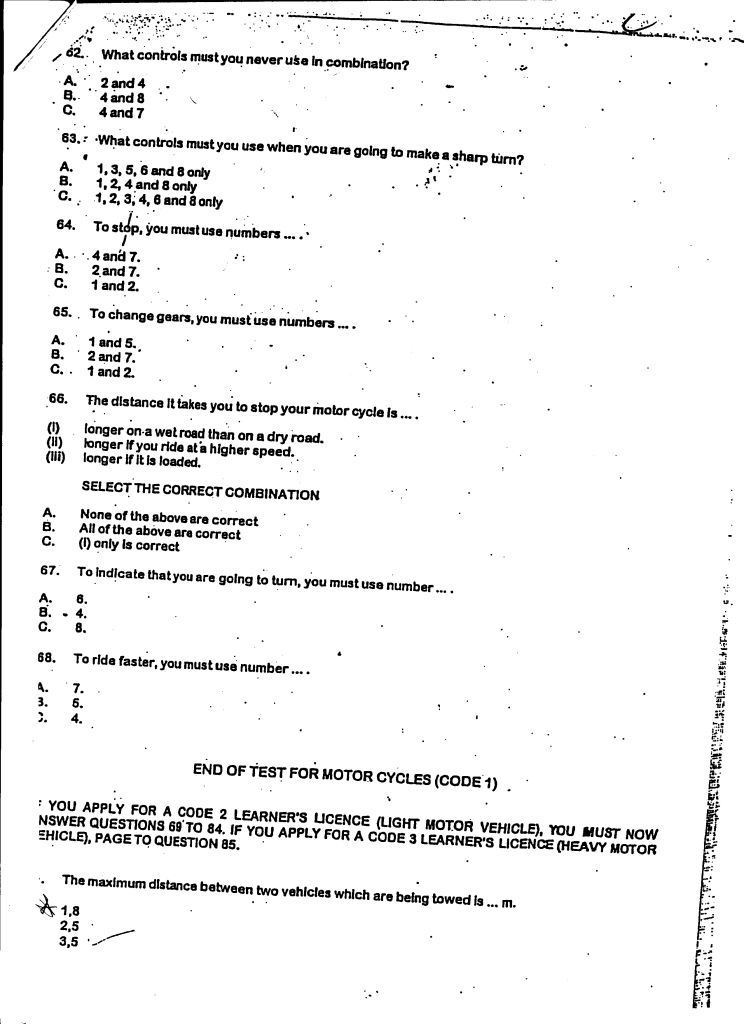 62. What controls must you never use in combination?
A. 2 and 4
B. 4 and 8
C. 4 and 7
63. What controls must you use when you are going to make a sharp turn?
A. 1, 3, 5, 6 and 8 only
B. 1, 2, 4 and 8 only
C. 1, 2, 3, 4, 6 and 8 only
64. To stop, you must use numbers ... .
A. 4 and 7.
B. 2 and 7.
C. 1 and 2.
65. To change gears, you must use numbers ... .
A. 1 and 5.
B. 2 and 7.
C. 1 and 2.
66. The distance it takes you to stop your motor cycle is ... .
(i) longer on a wet road than on a dry road.
(ii) longer if you ride at a higher speed.
(iii) longer if it is loaded.
SELECT THE CORRECT COMBINATION
A. None of the above are correct
B. All of the above are correct
C. (i) only is correct
67. To indicate that you are going to turn, you must use number ... .
A. 6.
B. 4.
C. 8.
68. To ride faster, you must use number ... .
7.
4.
END OF TEST FOR MOTOR CYCLES (CODE 1)
YOU APPLY FOR A CODE 2 LEARNER'S LICENCE (LIGHT MOTOR VEHICLE), YOU MUST NOW
NSWER QUESTIONS 69 TO 84. IF YOU APPLY FOR A CODE 3 LEARNER'S LICENCE (HEAVY MOTOR
EHICLE), PAGE TO QUESTION 85.
The maximum distance between two vehicles which are being towed is ... m.
1,8
2,5
3,5